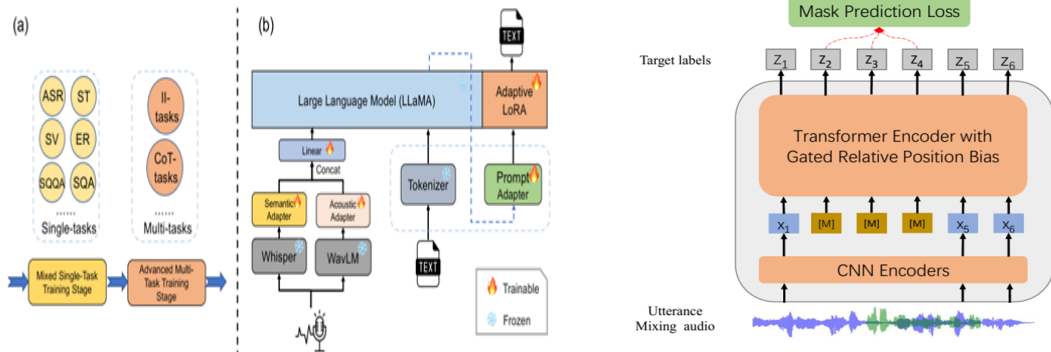 (a)
ASR
ST
SV
ER
SQQA
SQA
......
Single-tasks
II-
tasks
CoT-
tasks
......
Multi-tasks
Mixed Single-Task
Training Stage
Advanced Multi-
Task Training
Stage
(b)
TEXT
Large Language Model (LLaMA)
Adaptive
LoRA
Linear
Concat
Semantic
Adapter
Acoustic
Adapter
Tokenizer
Prompt
Adapter
Whisper
WavLM
TEXT
Trainable
Frozen
Mask Prediction Loss
Target labels
Z1
Z2
Z3
Z4
Z5
Z6
Transformer Encoder with
Gated Relative Position Bias
X1
[M]
[M]
[M]
X5
X6
CNN Encoders
Utterance
Mixing audio